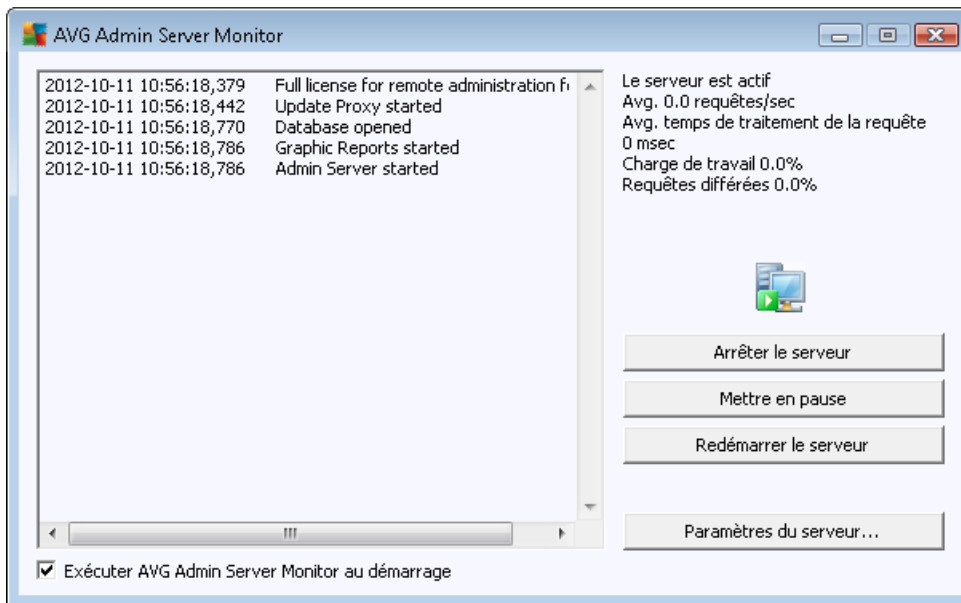 AVG Admin Server Monitor
2012-10-11 10:56:18,379 Full license for remote administration
2012-10-11 10:56:18,442 Update Proxy started
2012-10-11 10:56:18,770 Database opened
2012-10-11 10:56:18,786 Graphic Reports started
2012-10-11 10:56:18,786 Admin Server started
Le serveur est actif
Avg. 0.0 requêtes/sec
Avg. temps de traitement de la requête
0 msec
Charge de travail 0.0%
Requêtes différées 0.0%
Arrêter le serveur
Mettre en pause
Redémarrer le serveur
Paramètres du serveur...
Exécuter AVG Admin Server Monitor au démarrage